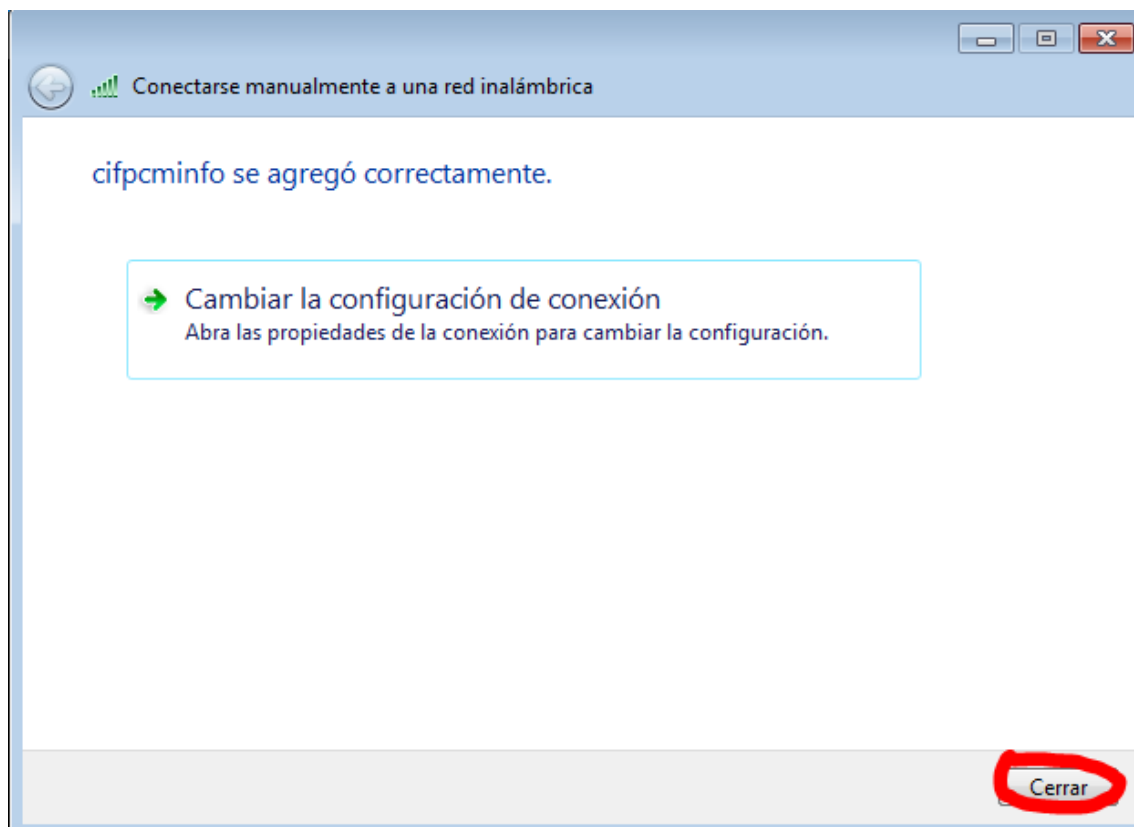 Conectarse manualmente a una red inalámbrica
cifpcminfo se agregó correctamente.
Cambiar la configuración de conexión
Abra las propiedades de la conexión para cambiar la configuración.
Cerrar